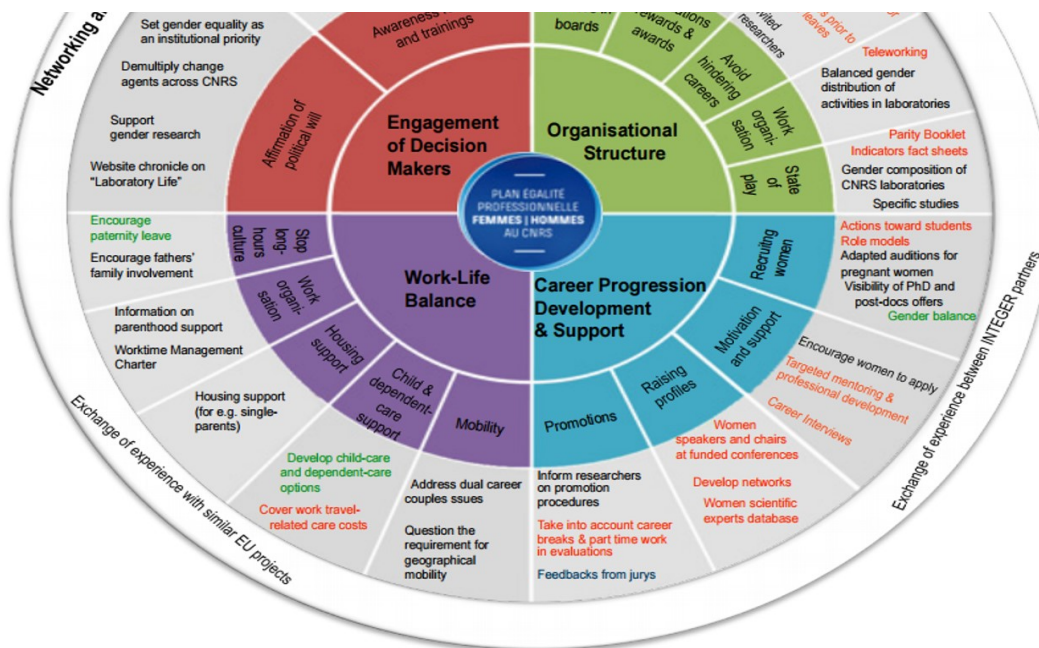 Networking a
Set gender equality as
an institutional priority
Demultiply change
agents across CNRS
Support
gender research
Website chronicle on
“Laboratory Life”
Awareness
and trainings
Affirmation of
political will
Engagement
of Decision
Makers
boards
rewards &
awards
Avoid
hindering
careers
Work
organi-
sation
State
of
play
Organisational
Structure
researchers
prior to
leaves
Teleworking
Balanced gender
distribution of
activities in laboratories
Parity Booklet
Indicators fact sheets
Gender composition of
CNRS laboratories
Specific studies
PLAN ÉGALITÉ
PROFESSIONNELLE
FEMMES | HOMMES
AU CNRS
Encourage
paternity leave
Encourage fathers'
family involvement
Information on
parenthood support
Worktime Management
Charter
Housing support
(for e.g. single-
parents)
Develop child-care
and dependent-care
options
Cover work travel-
related care costs
Address dual career
couples ssues
Question the
requirement for
geographical
mobility
Stop
long-
hours
culture
Work
organi-
sation
Housing
support
Child &
dependent-
care
support
Mobility
Work-Life
Balance
Career Progression
Development
& Support
Recruiting
women
Motivation
and support
Raising
profiles
Promotions
Actions toward students
Role models
Adapted auditions for
pregnant women
Visibility of PhD and
post-docs offers
Gender balance
Encourage women to apply
Targeted mentoring &
professional development
Career Interviews
Women
speakers and chairs
at funded conferences
Develop networks
Women scientific
experts database
Inform researchers
on promotion
procedures
Take into account career
breaks & part time work
in evaluations
Feedbacks from jurys
Exchange of experience with similar EU projects
Exchange of experience between INTEGER partners